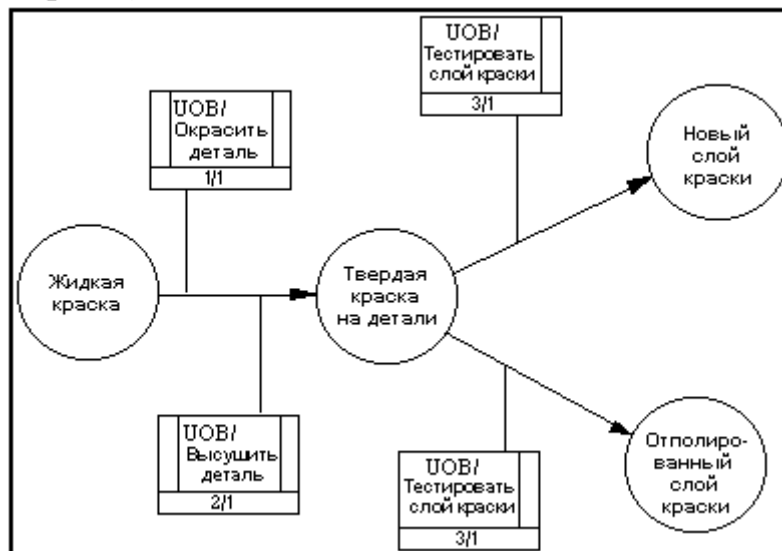 UOB/
Тестировать
слой краски
3/1
UOB/
Окрасить
деталь
1/1
Новый
слой
краски
Жидкая
краска
Твердая
краска
на детали
UOB/
Высушить
деталь
2/1
UOB/
Тестировать
слой краски
3/1
Отполиро-
ванный
слой
краски